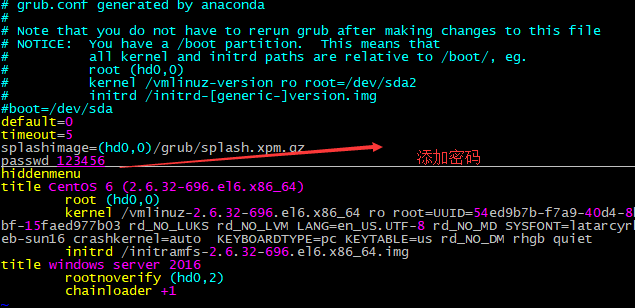 # grub.conf generated by anaconda
#
# Note that you do not have to rerun grub after making changes to this file
# NOTICE:  You have a /boot partition.  This means that
#          all kernel and initrd paths are relative to /boot/, eg.
#          root (hd0,0)
#          kernel /vmlinuz-version ro root=/dev/sda2
#          initrd /initrd-[generic-]version.img
#boot=/dev/sda
default=0
timeout=5
splashimage=(hd0,0)/grub/splash.xpm.gz
passwd 123456
添加密码
hiddenmenu
title CentOS 6 (2.6.32-696.el6.x86_64)
root (hd0,0)
kernel /vmlinuz-2.6.32-696.el6.x86_64 ro root=UUID=54ed9b7b-f7a9-40d4-8
bf-15faed977b03 rd_NO_LUKS rd_NO_LVM LANG=en_US.UTF-8 rd_NO_MD SYSFONT=latarcyr
eb-sun16 crashkernel=auto  KEYBOARDTYPE=pc KEYTABLE=us rd_NO_DM rhgb quiet
initrd /initramfs-2.6.32-696.el6.x86_64.img
title windows server 2016
rootnoverify (hd0,2)
chainloader +1